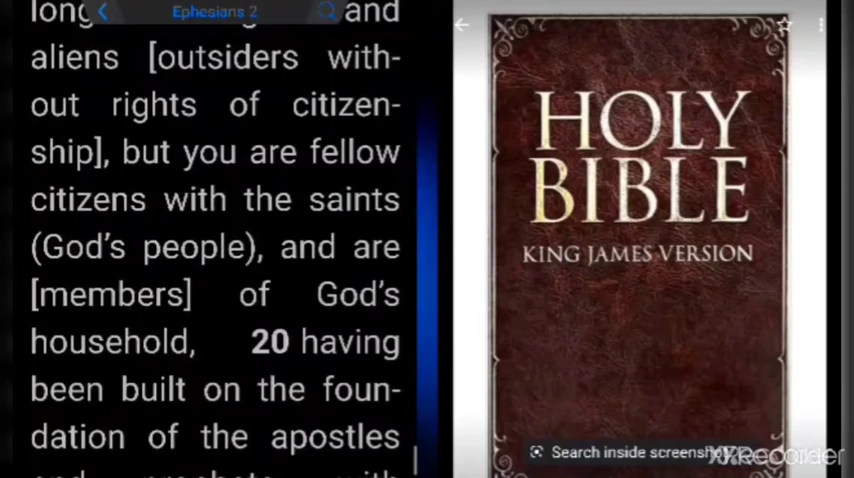 Ephesians 2
long and
aliens [outsiders with-
out rights of citizen-
ship], but you are fellow
citizens with the saints
(God's people), and are
[members] of God's
household, 20 having
been built on the foun-
dation of the apostles
HOLY
BIBLE
KING JAMES VERSION
Search inside screenshot
XRecorder